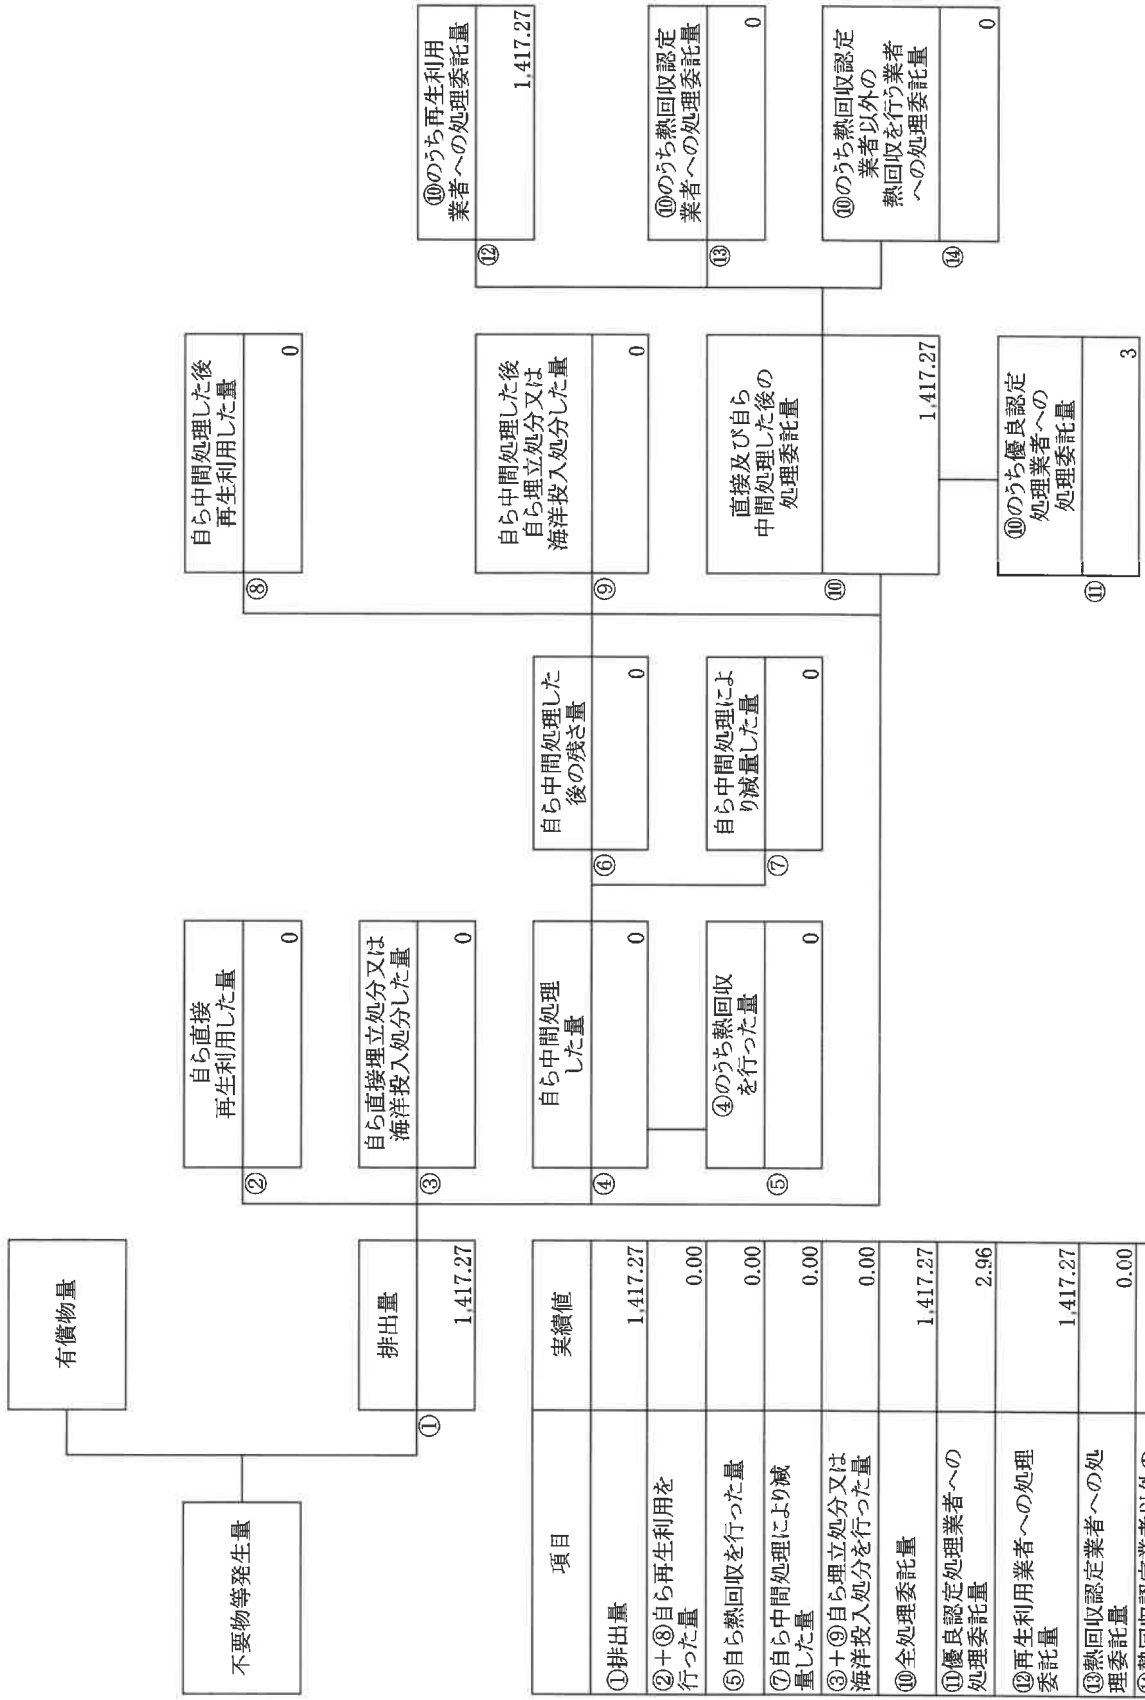 不要物等発生量
有償物量
排出量
①
1,417.27
自ら直接
再生利用した量
②
0
自ら直接埋立処分又は
海洋投入処分した量
③
0
自ら中間処理
した量
④
0
④のうち熱回収
を行った量
⑤
0
自ら中間処理した
後の残さ量
⑥
0
自ら中間処理によ
り減量した量
⑦
0
自ら中間処理した後
再生利用した量
⑧
0
自ら中間処理した後
自ら埋立処分又は
海洋投入処分した量
⑨
0
直接及び自ら
中間処理した後の
処理委託量
⑩
1,417.27
⑩のうち優良認定
処理業者への
処理委託量
⑪
3
⑩のうち再生利用
業者への処理委託量
⑫
1,417.27
⑩のうち熱回収認定
業者への処理委託量
⑬
0
⑩のうち熱回収認定
業者以外の
熱回収を行う業者
への処理委託量
⑭
0
項目 実績値
①排出量 1,417.27
②+⑧自ら再生利用を
行った量 0.00
⑤自ら熱回収を行った量 0.00
⑦自ら中間処理により減
量した量 0.00
③+⑨自ら埋立処分又は
海洋投入処分を行った量 0.00
⑩全処理委託量 1,417.27
⑪優良認定処理業者への
処理委託量 2.96
⑫再生利用業者への処理
委託量 1,417.27
⑬熱回収認定業者への処
理委託量 0.00